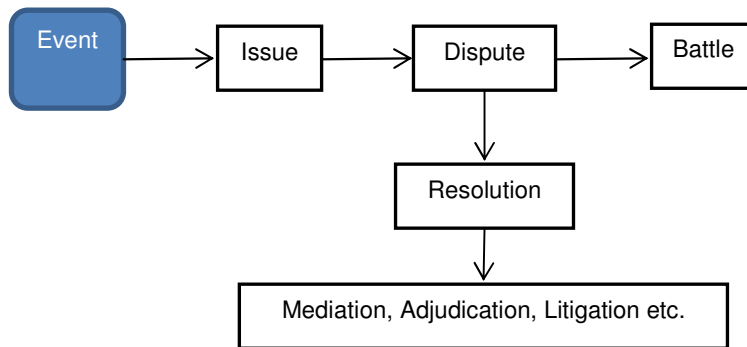 Event
Issue
Dispute
Battle
Resolution
Mediation, Adjudication, Litigation etc.